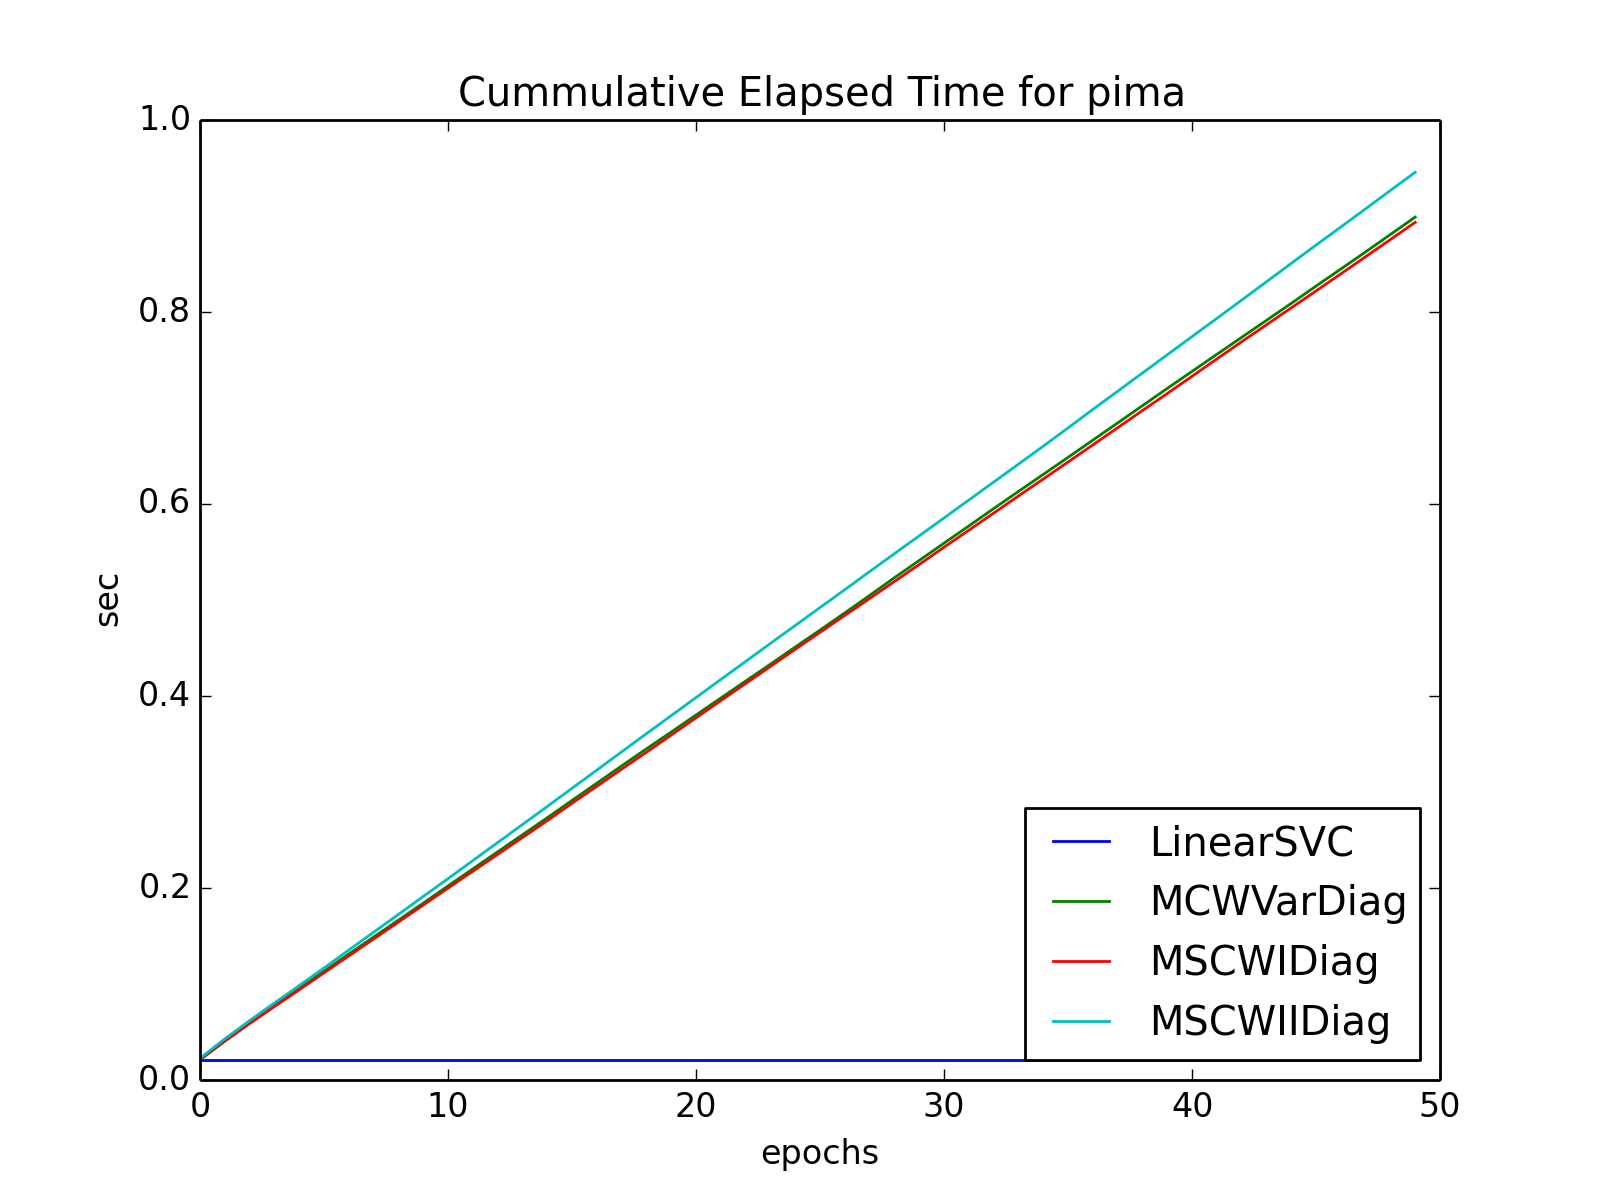 Cummulative Elapsed Time for pima
1.0
0.8
0.6
0.4
0.2
0.0
sec
0 10 20 30 40 50
epochs
LinearSVC
MCWVarDiag
MSCWIDiag
MSCWIIDiag